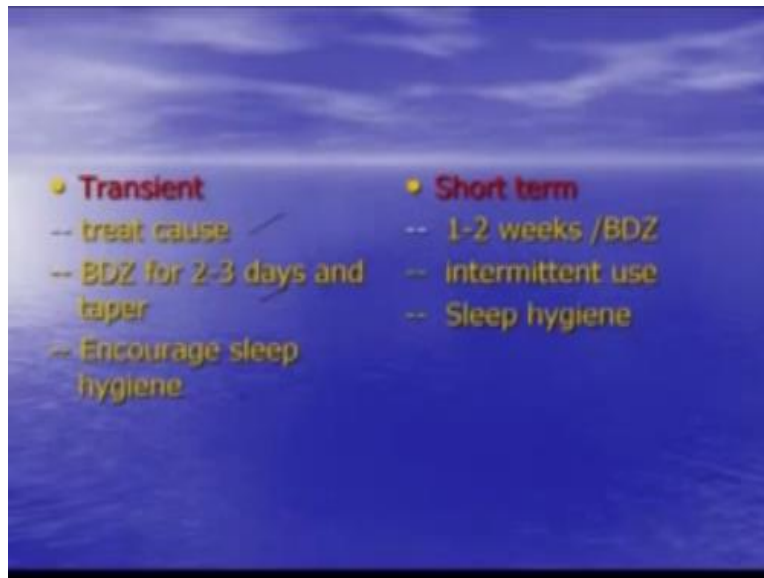 • Transient
-- treat cause
-- BDZ for 2-3 days and
taper
-- Encourage sleep
hygiene
• Short term
-- 1-2 weeks /BDZ
-- intermittent use
-- Sleep hygiene